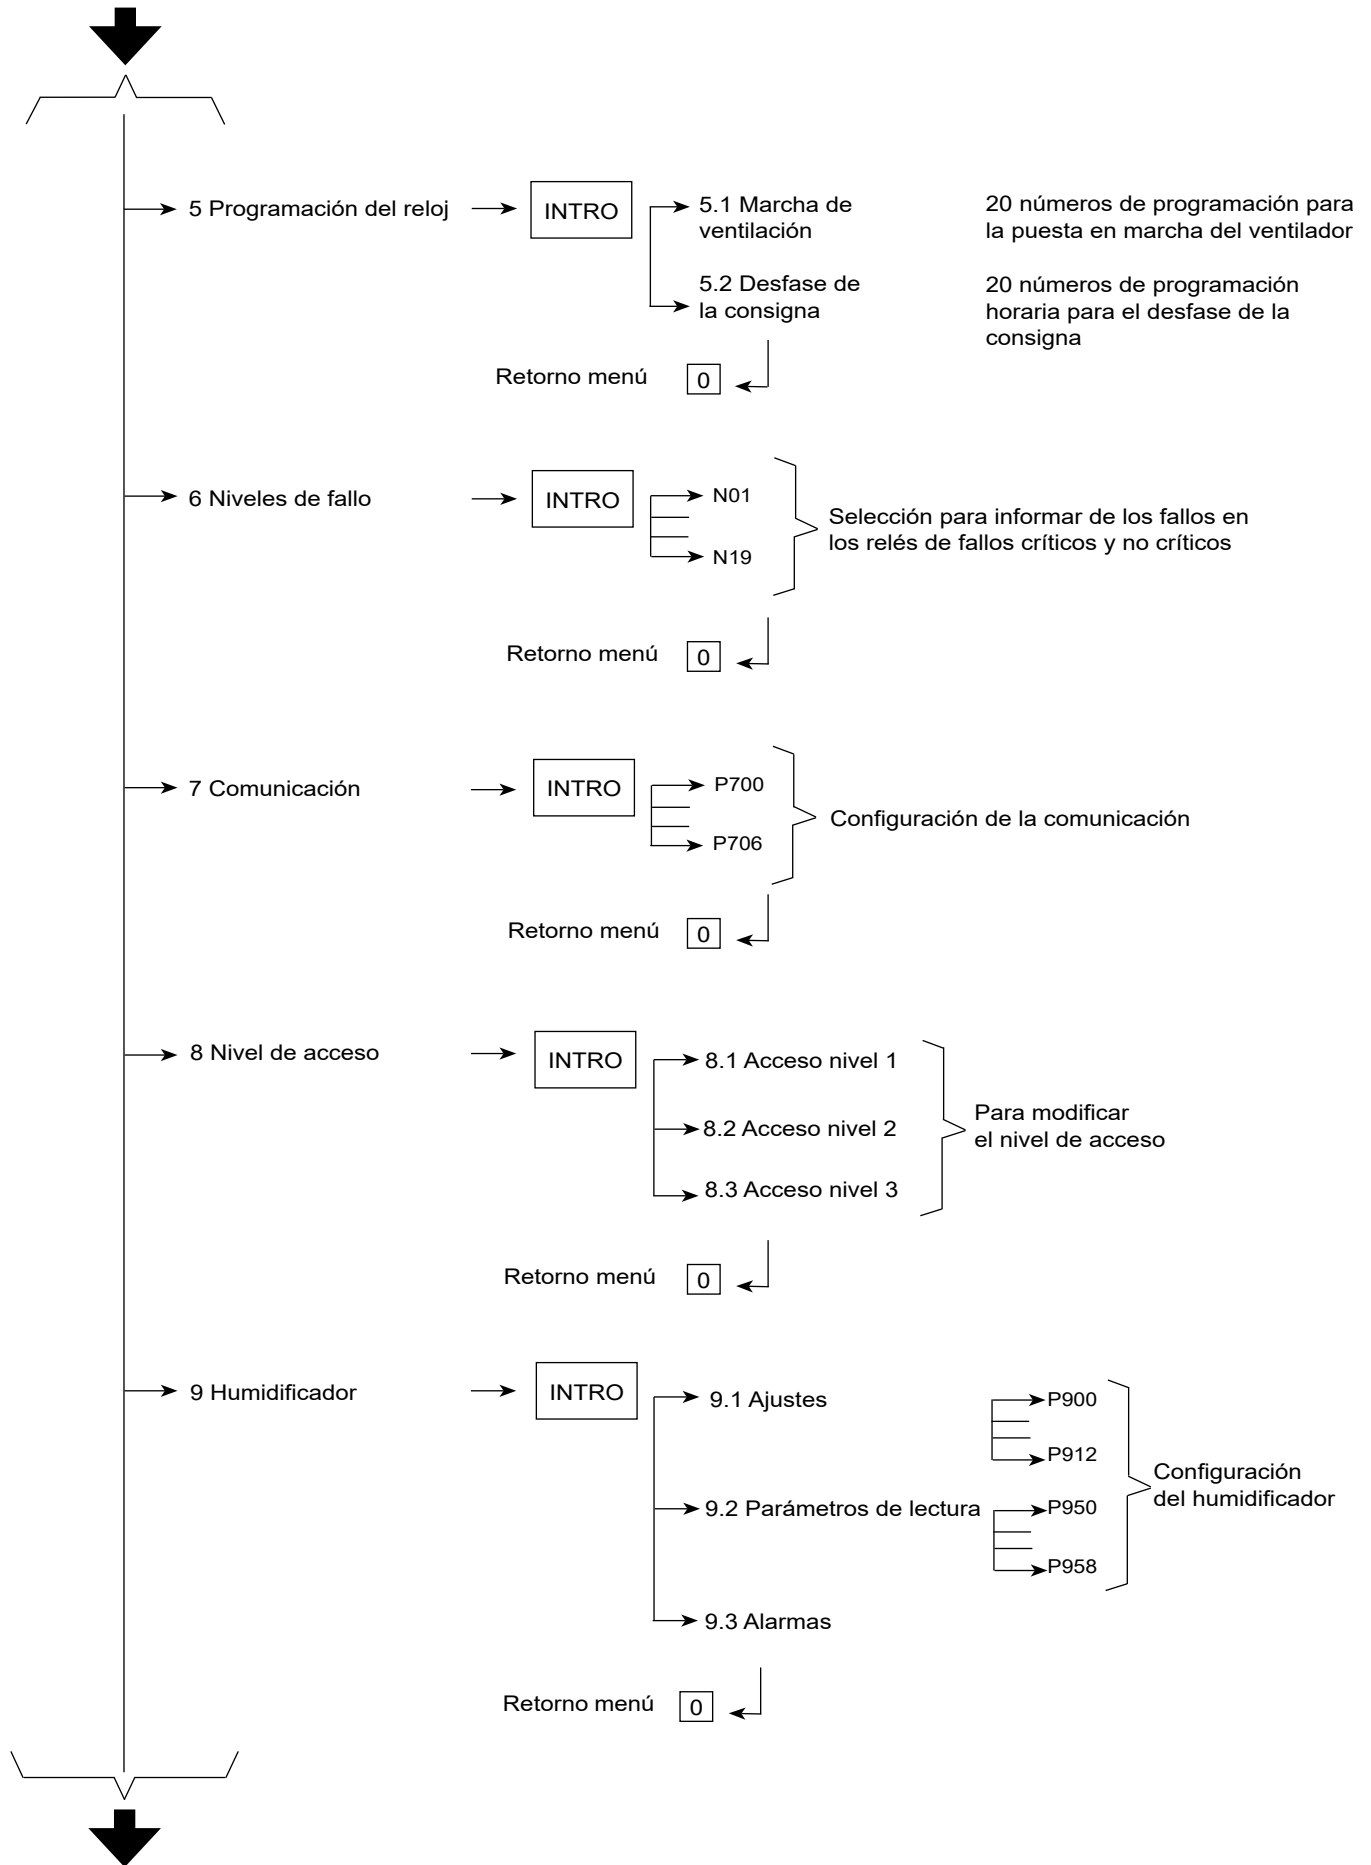 5 Programación del reloj
INTRO
5.1 Marcha de
ventilación
20 números de programación para
la puesta en marcha del ventilador
5.2 Desfase de
la consigna
20 números de programación
horaria para el desfase de la
consigna
Retorno menú
0
6 Niveles de fallo
INTRO
N01
N19
Selección para informar de los fallos en
los relés de fallos críticos y no críticos
Retorno menú
0
7 Comunicación
INTRO
P700
P706
Configuración de la comunicación
Retorno menú
0
8 Nivel de acceso
INTRO
8.1 Acceso nivel 1
8.2 Acceso nivel 2
8.3 Acceso nivel 3
Para modificar
el nivel de acceso
Retorno menú
0
9 Humidificador
INTRO
9.1 Ajustes
P900
P912
9.2 Parámetros de lectura
P950
P958
Configuración
del humidificador
9.3 Alarmas
Retorno menú
0